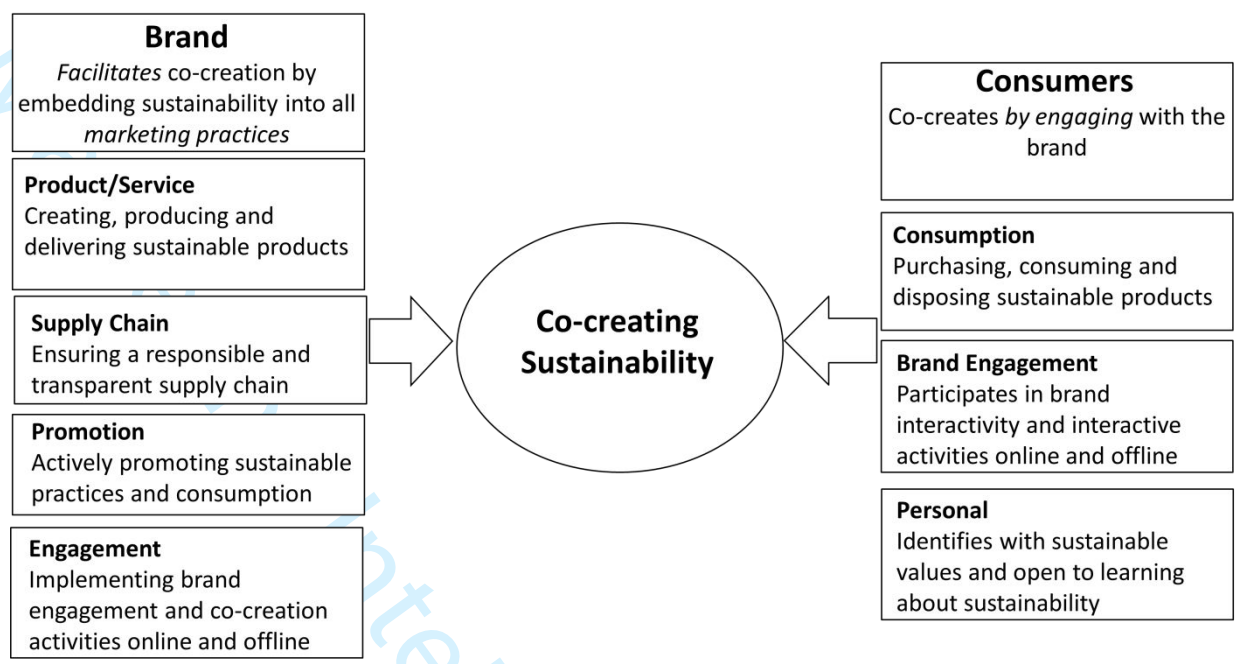 Brand
Facilitates co-creation by
embedding sustainability into all
marketing practices
Product/Service
Creating, producing and
delivering sustainable products
Supply Chain
Ensuring a responsible and
transparent supply chain
Promotion
Actively promoting sustainable
practices and consumption
Engagement
Implementing brand
engagement and co-creation
activities online and offline
Co-creating
Sustainability
Consumers
Co-creates by engaging with the
brand
Consumption
Purchasing, consuming and
disposing sustainable products
Brand Engagement
Participates in brand
interactivity and interactive
activities online and offline
Personal
Identifies with sustainable
values and open to learning
about sustainability